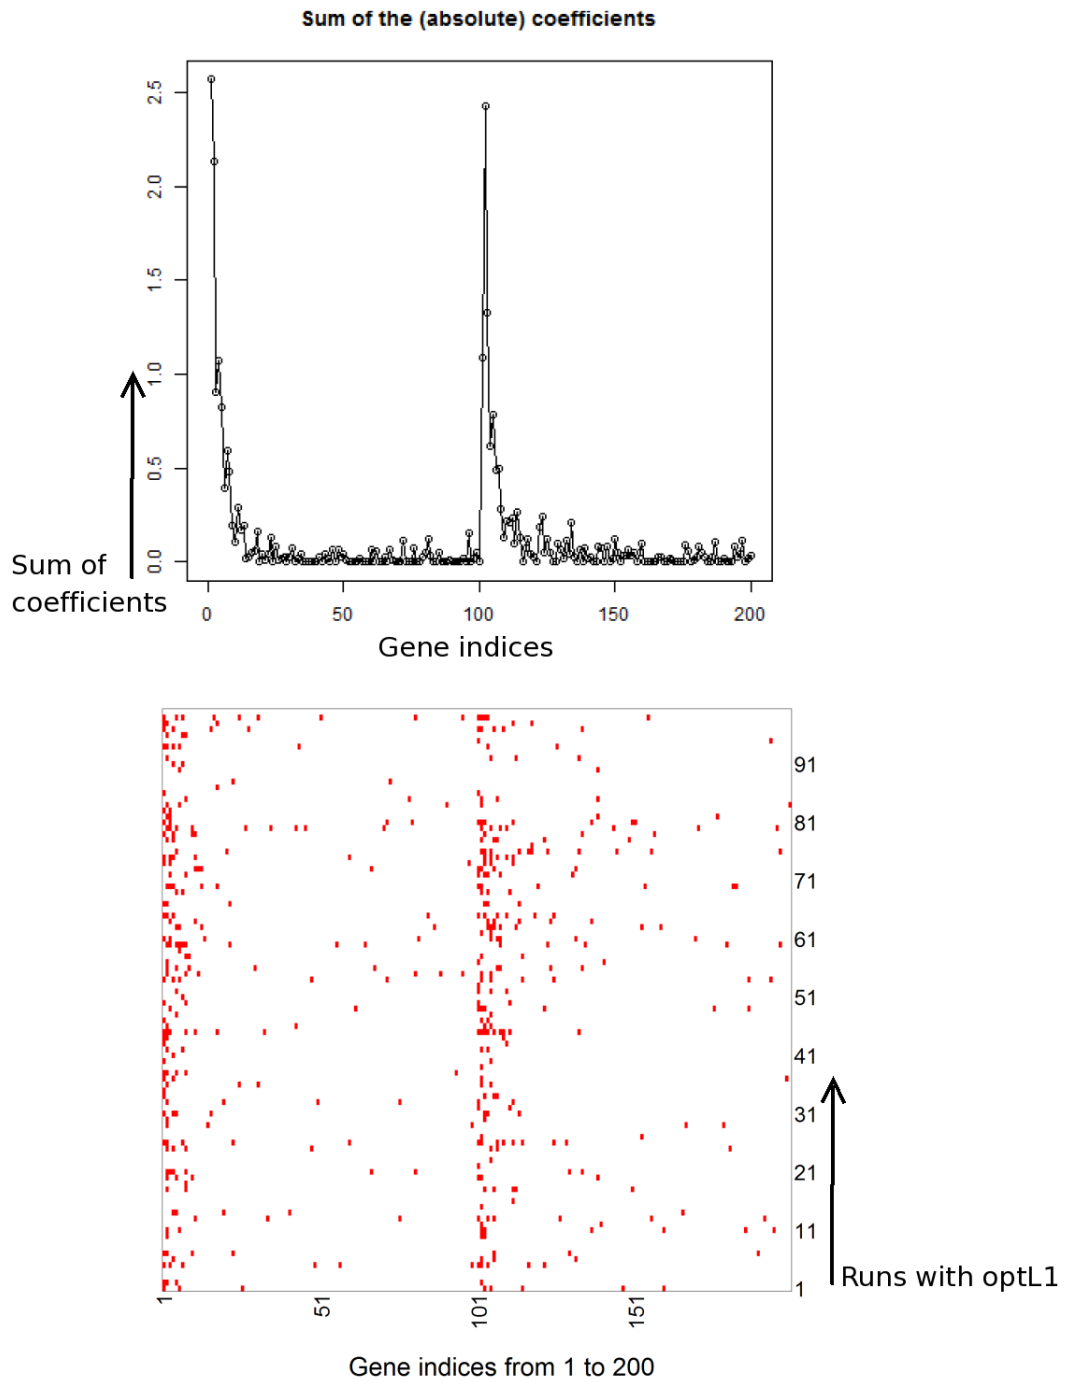 Sum of the (absolute) coefficients
2.5
2.0
1.5
1.0
0.5
0.0
Sum of
coefficients
0 50 100 150 200
Gene indices
91
81
71
61
51
41
31
21
11
1
Runs with optL1
1 51 101 151
Gene indices from 1 to 200